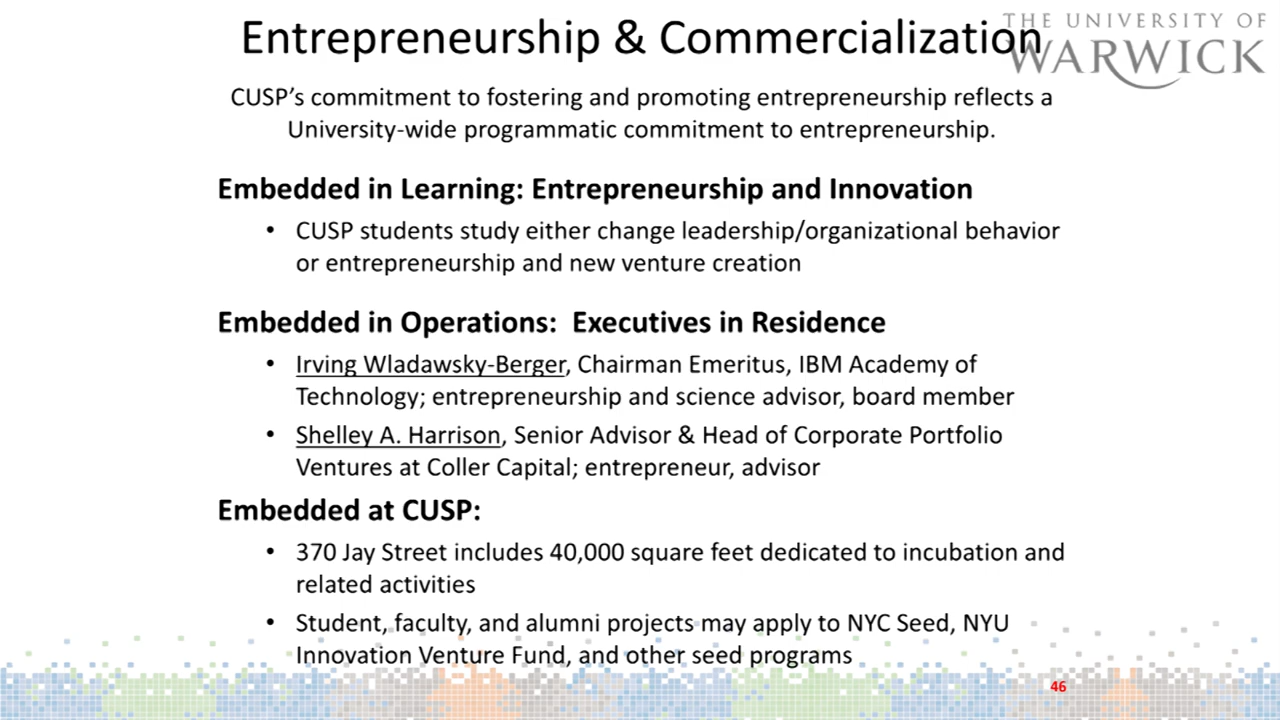 Entrepreneurship & Commercialization
THE UNIVERSITY OF
WARWICK
CUSP's commitment to fostering and promoting entrepreneurship reflects a
University-wide programmatic commitment to entrepreneurship.
Embedded in Learning: Entrepreneurship and Innovation
• CUSP students study either change leadership/organizational behavior
or entrepreneurship and new venture creation
Embedded in Operations:  Executives in Residence
• Irving Wladawsky-Berger, Chairman Emeritus, IBM Academy of
Technology; entrepreneurship and science advisor, board member
• Shelley A. Harrison, Senior Advisor & Head of Corporate Portfolio
Ventures at Coller Capital; entrepreneur, advisor
Embedded at CUSP:
• 370 Jay Street includes 40,000 square feet dedicated to incubation and
related activities
• Student, faculty, and alumni projects may apply to NYC Seed, NYU
Innovation Venture Fund, and other seed programs
46